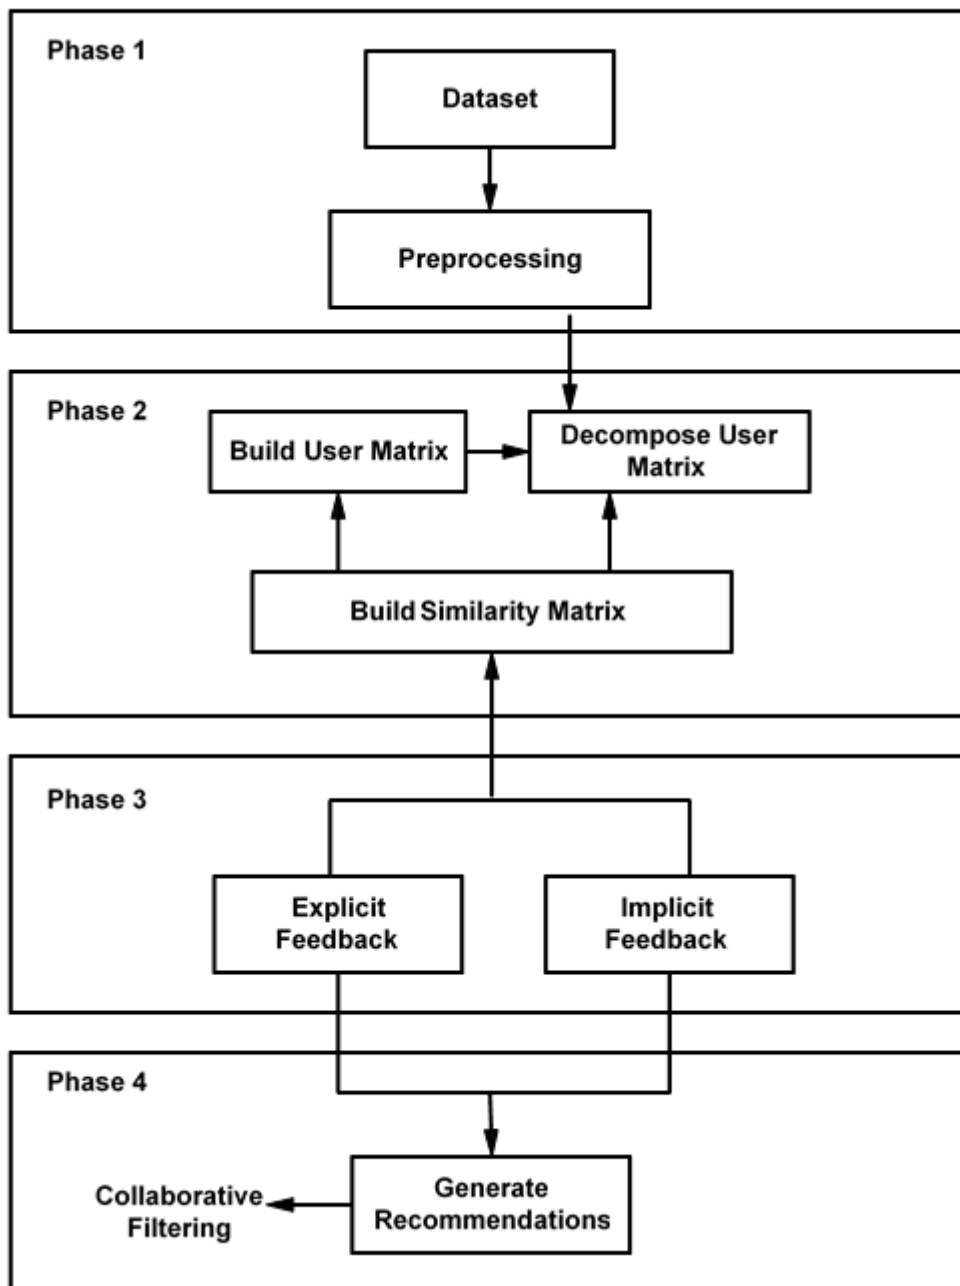 Phase 1
Dataset
Preprocessing
Phase 2
Build User Matrix
Decompose User
Matrix
Build Similarity Matrix
Phase 3
Explicit
Feedback
Implicit
Feedback
Phase 4
Collaborative
Filtering
Generate
Recommendations